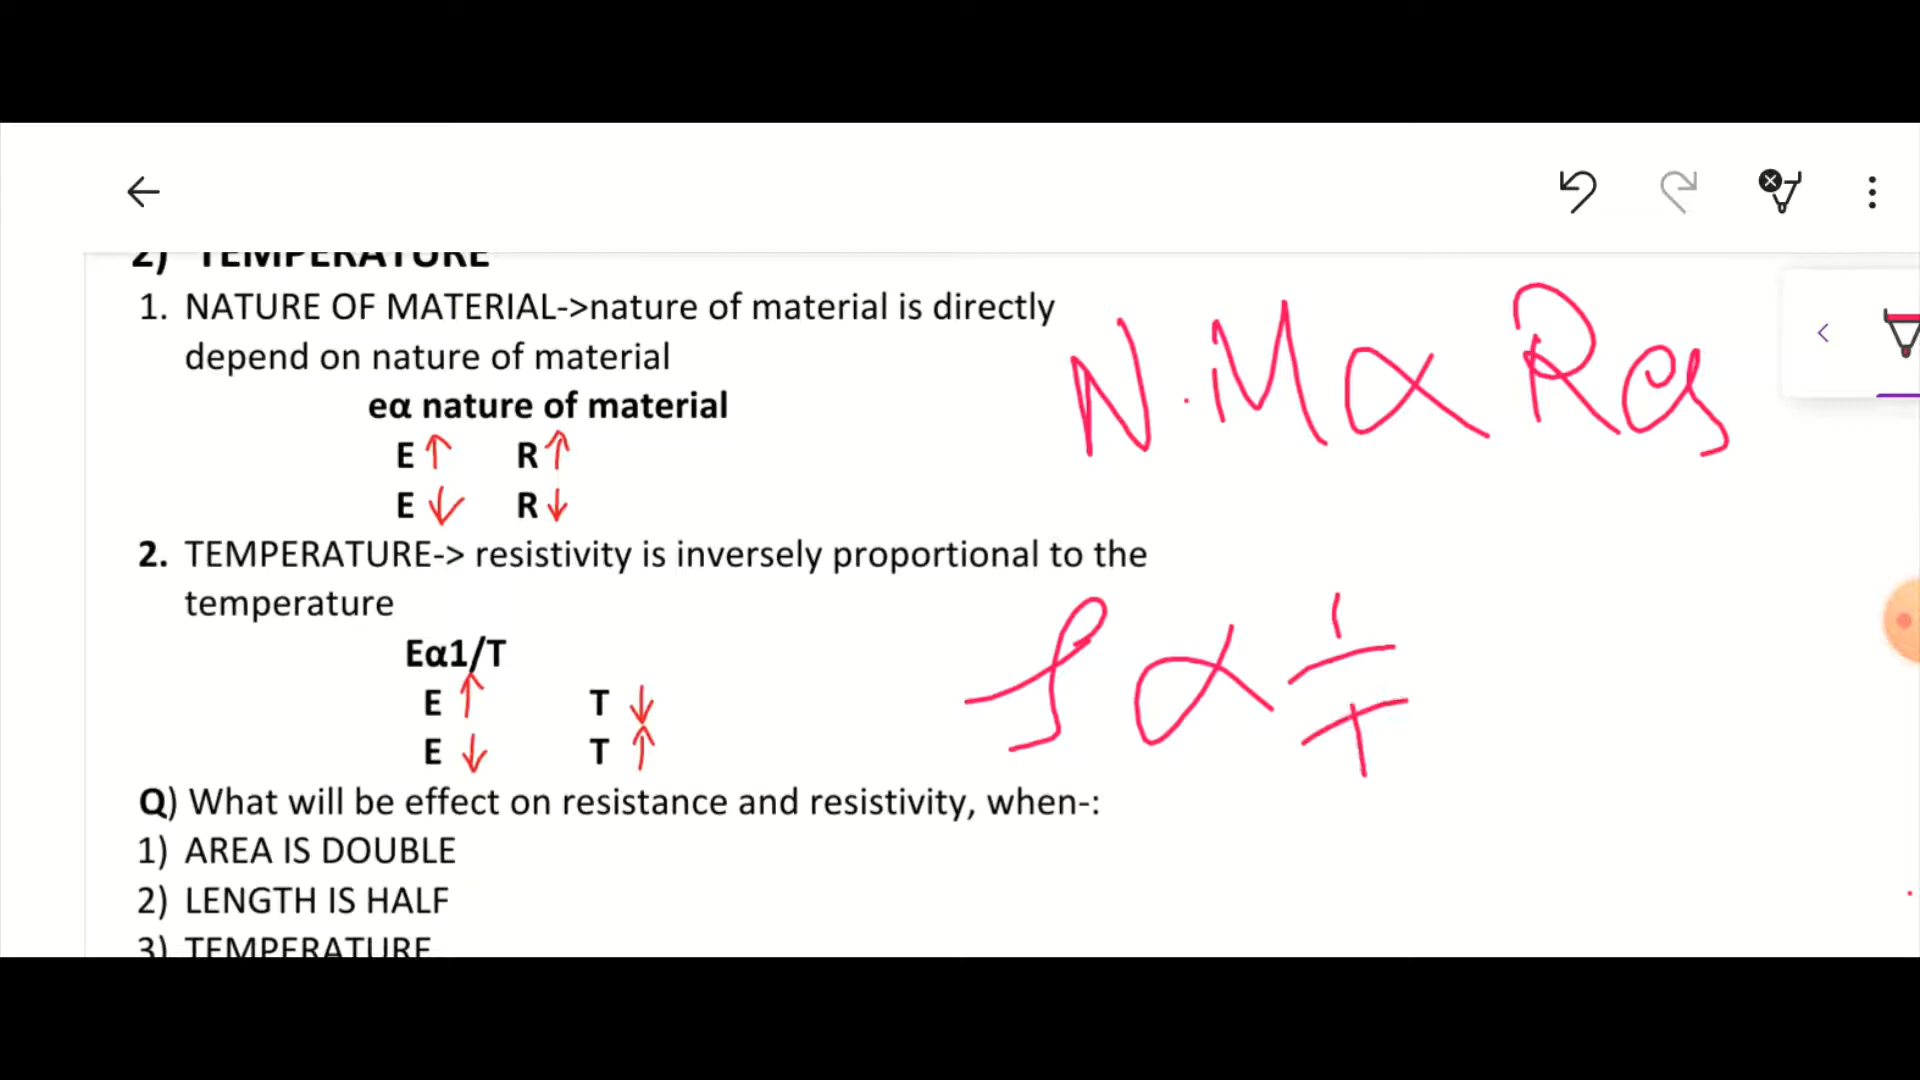 2) TEMPERATURE
1. NATURE OF MATERIAL->nature of material is directly
depend on nature of material
N.M α Res
eα nature of material
E ↑ R ↑
E ↓ R ↓
2. TEMPERATURE-> resistivity is inversely proportional to the
temperature
Eα1/T
ρ α 1/T
E ↑ T ↓
E ↓ T ↑
Q) What will be effect on resistance and resistivity, when-:
1) AREA IS DOUBLE
2) LENGTH IS HALF
3) TEMPERATURE